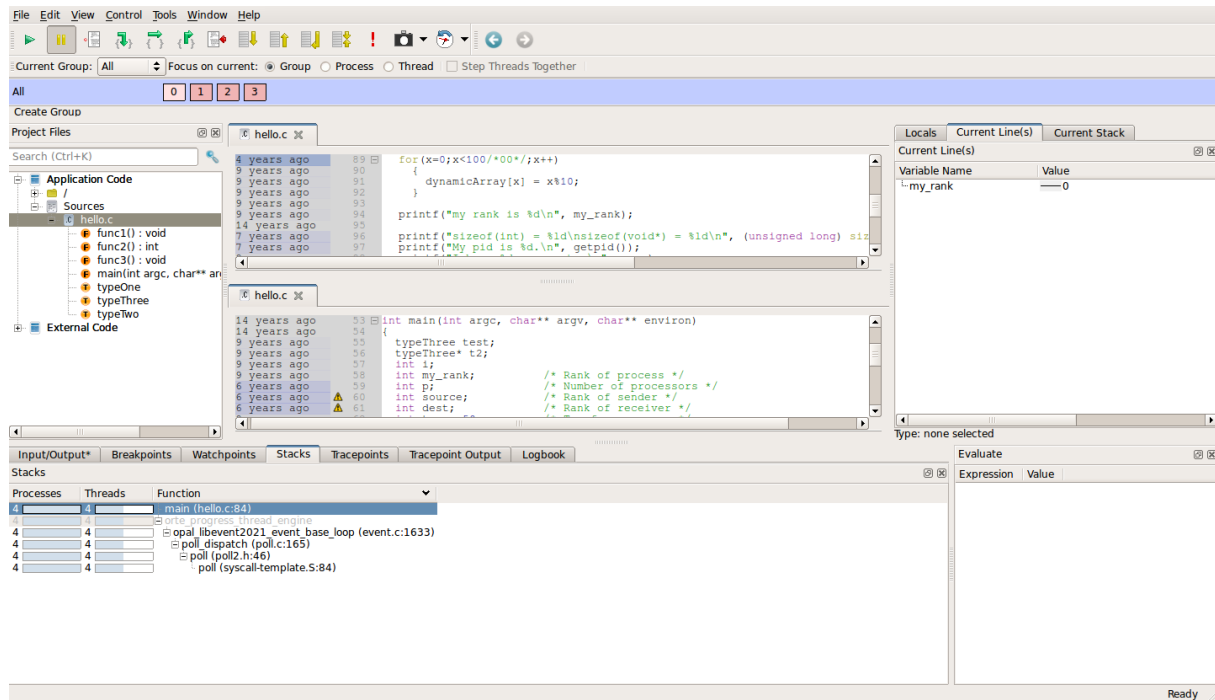 File Edit View Control Tools Window Help
Current Group: All Focus on current: Group Process Thread Step Threads Together
All 0 1 2 3
Create Group
Project Files
Search (Ctrl+K)
Application Code
/
Sources
hello.c
func1() : void
func2() : int
func3() : void
main(int argc, char** ar
typeOne
typeThree
typeTwo
External Code
hello.c
4 years ago 89 for(x=0;x<100/*00*/;x++)
9 years ago 90 {
9 years ago 91 dynamicArray[x] = x%10;
9 years ago 92 }
9 years ago 93
9 years ago 94 printf("my rank is %d\n", my_rank);
14 years ago 95
7 years ago 96 printf("sizeof(int) = %ld\nsizeof(void*) = %ld\n", (unsigned long) siz
7 years ago 97 printf("My pid is %d.\n", getpid());
hello.c
14 years ago 53 int main(int argc, char** argv, char** environ)
14 years ago 54 {
9 years ago 55 typeThree test;
9 years ago 56 typeThree* t2;
9 years ago 57 int i;
9 years ago 58 int my_rank; /* Rank of process */
6 years ago 59 int p; /* Number of processors */
6 years ago 60 int source; /* Rank of sender */
6 years ago 61 int dest; /* Rank of receiver */
Locals Current Line(s) Current Stack
Current Line(s)
Variable Name Value
my_rank 0
Type: none selected
Input/Output* Breakpoints Watchpoints Stacks Tracepoints Tracepoint Output Logbook
Stacks
Processes Threads Function
4 4 main (hello.c:84)
4 4 orte_progress_thread_engine
4 4 opal_libevent2021_event_base_loop (event.c:1633)
4 4 poll_dispatch (poll.c:165)
4 4 poll (poll2.h:46)
4 4 poll (syscall-template.S:84)
Evaluate
Expression Value
Ready